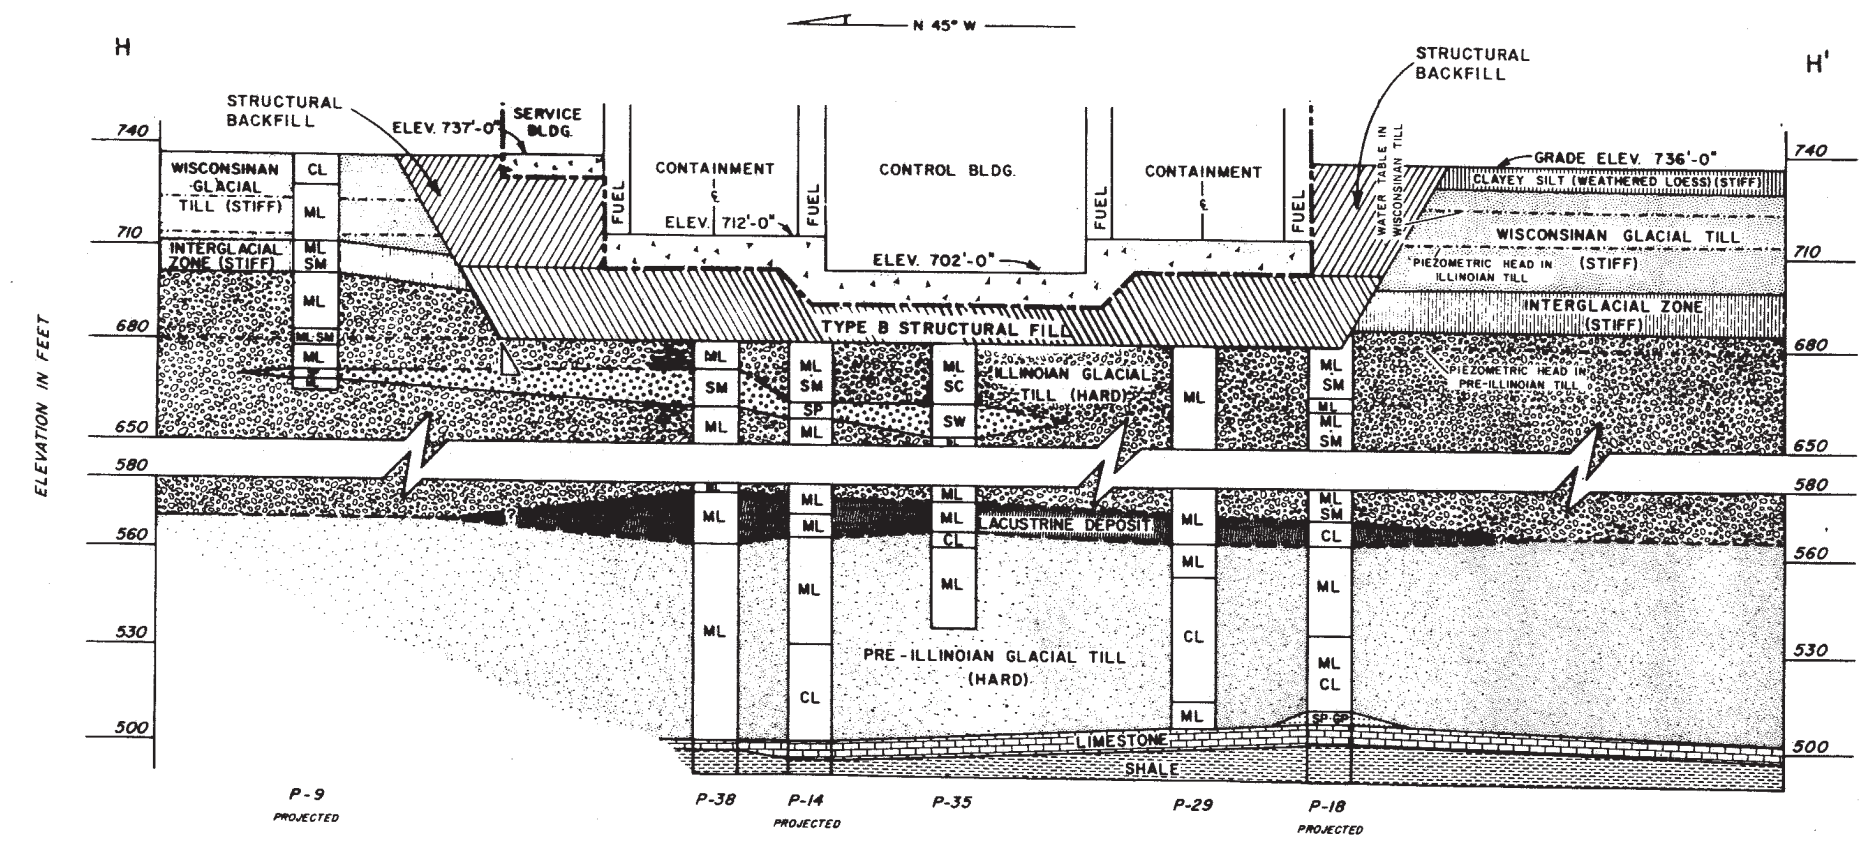 N 45° W
H
H'
STRUCTURAL
BACKFILL
STRUCTURAL
BACKFILL
SERVICE
BLDG.
ELEV. 737'-0"
740
740
WISCONSINAN
GLACIAL
TILL (STIFF)
CL
ML
ML
SM
ML
ML-SM
ML
INTERGLACIAL
ZONE (STIFF)
710
710
680
680
650
650
580
580
560
560
530
530
500
500
ELEVATION IN FEET
FUEL
CONTAINMENT
℄
FUEL
CONTROL BLDG.
FUEL
CONTAINMENT
℄
FUEL
ELEV. 712'-0"
ELEV. 702'-0"
WATER TABLE IN
WISCONSINAN TILL
GRADE ELEV. 736'-0"
CLAYEY SILT (WEATHERED LOESS) (STIFF)
WISCONSINAN GLACIAL TILL
(STIFF)
PIEZOMETRIC HEAD IN
ILLINOIAN TILL
INTERGLACIAL ZONE
(STIFF)
TYPE B STRUCTURAL FILL
1
1.5
ML
SM
ML
ML
SM
SP
ML
ML
SC
SW
ILLINOIAN GLACIAL
TILL (HARD)
ML
ML
SM
ML
ML
SM
PIEZOMETRIC HEAD IN
PRE-ILLINOIAN TILL
?
ML
ML
ML
ML
ML
ML
CL
ML
ML
CL
ML
LACUSTRINE DEPOSIT
ML
ML
CL
ML
ML
SM
CL
ML
ML
CL
SP-GP
PRE-ILLINOIAN GLACIAL TILL
(HARD)
LIMESTONE
SHALE
P-9
PROJECTED
P-38
P-14
PROJECTED
P-35
P-29
P-18
PROJECTED